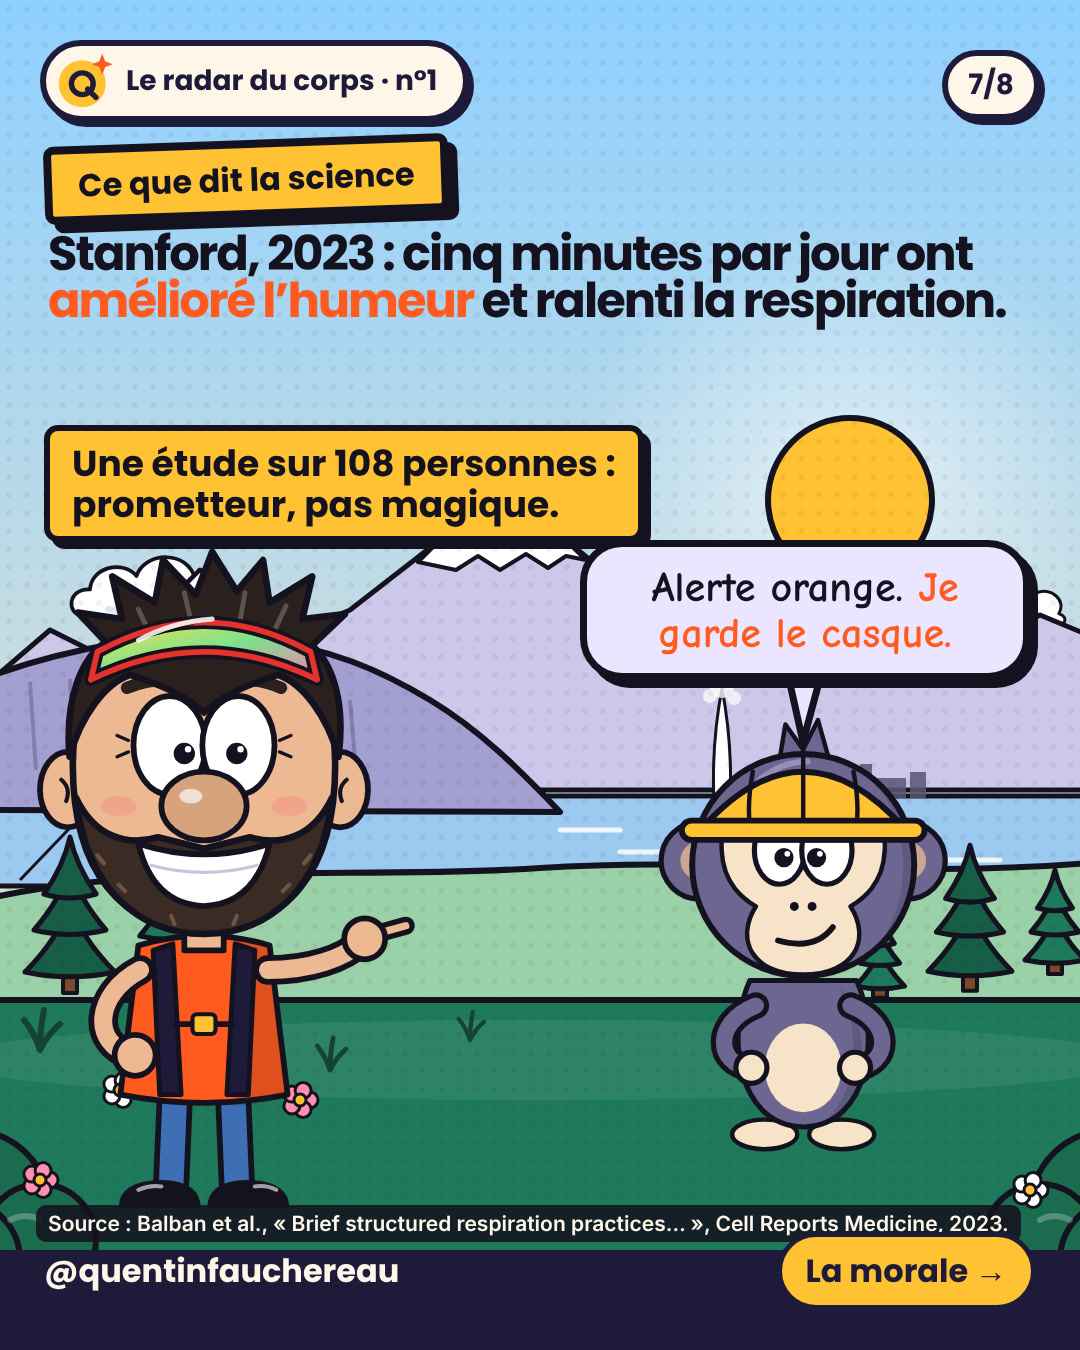 Q
Le radar du corps · n°1
7/8
Ce que dit la science
Stanford, 2023 : cinq minutes par jour ont
amélioré l’humeur et ralenti la respiration.
Une étude sur 108 personnes :
prometteur, pas magique.
Alerte orange. Je
garde le casque.
Source : Balban et al., « Brief structured respiration practices… », Cell Reports Medicine, 2023.
@quentinfauchereau
La morale →